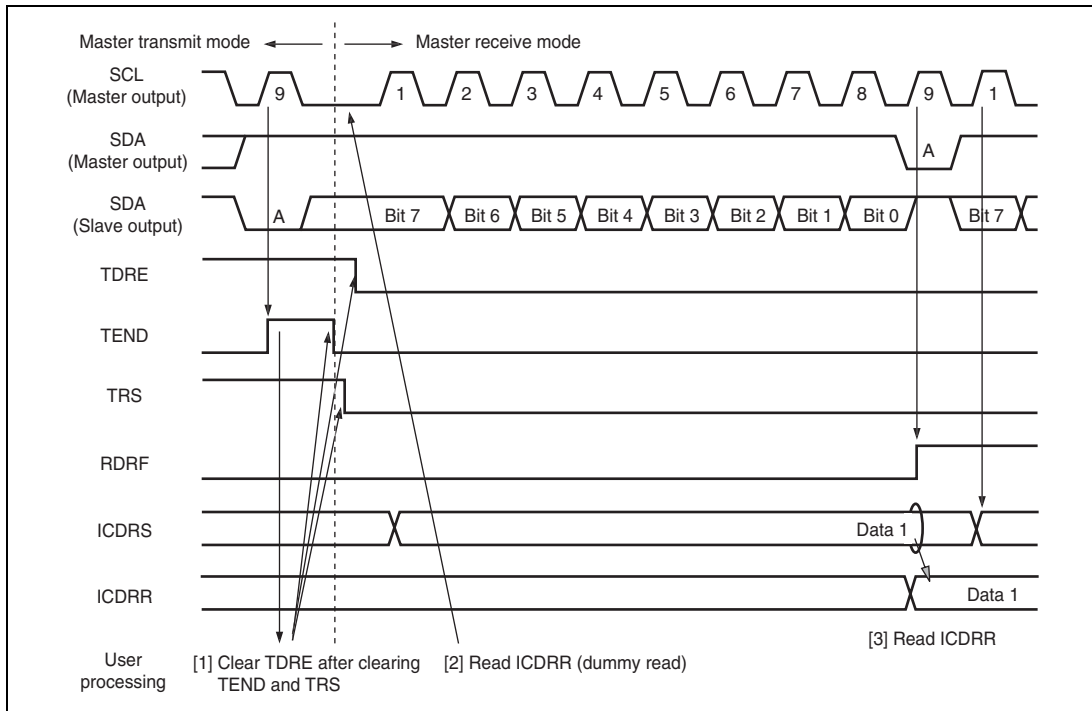 Master transmit mode
Master receive mode
SCL
(Master output)
9
1
2
3
4
5
6
7
8
9
1
SDA
(Master output)
A
SDA
(Slave output)
A
Bit 7
Bit 6
Bit 5
Bit 4
Bit 3
Bit 2
Bit 1
Bit 0
Bit 7
TDRE
TEND
TRS
RDRF
ICDRS
Data 1
ICDRR
Data 1
User
processing
[1] Clear TDRE after clearing
TEND and TRS
[2] Read ICDRR (dummy read)
[3] Read ICDRR